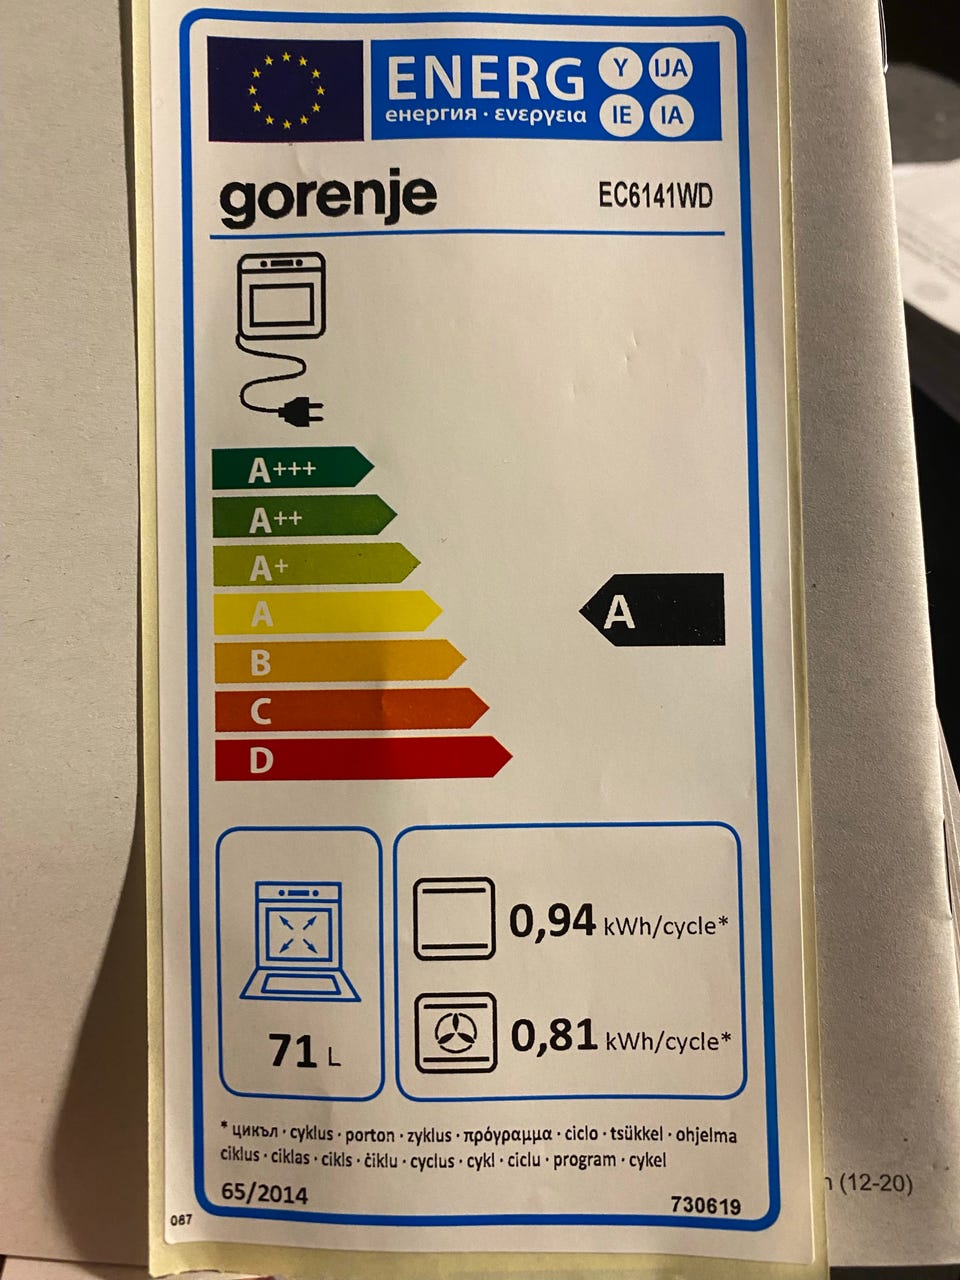 ENERG Y IJA
енергия · ενεργεια IE IA
gorenje EC6141WD
A+++
A++
A+
A
A
B
C
D
0,94 kWh/cycle*
0,81 kWh/cycle*
71 L
* цикъл · cyklus · porton · zyklus · πρόγραμμα · ciclo · tsükkel · ohjelma
ciklus · ciklas · cikls · ċiklu · cyclus · cykl · ciclu · program · cykel
65/2014 730619
087
(12-20)